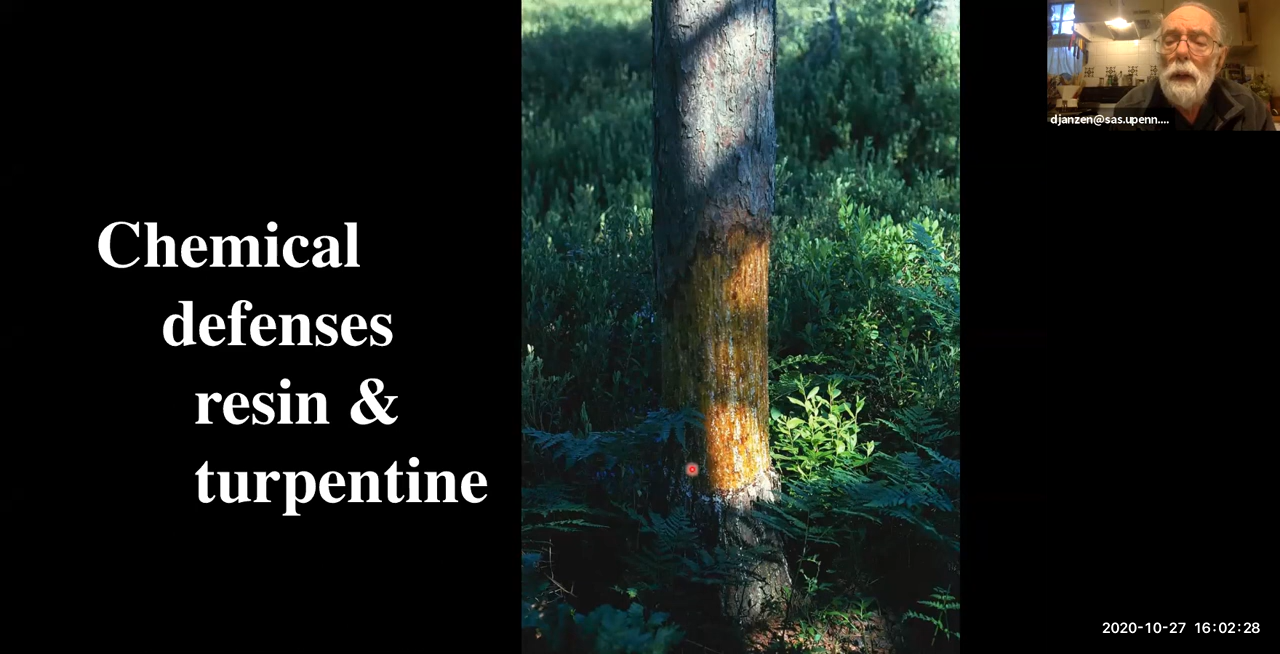 Chemical
defenses
resin &
turpentine
djanzen@sas.upenn....
2020-10-27 16:02:28